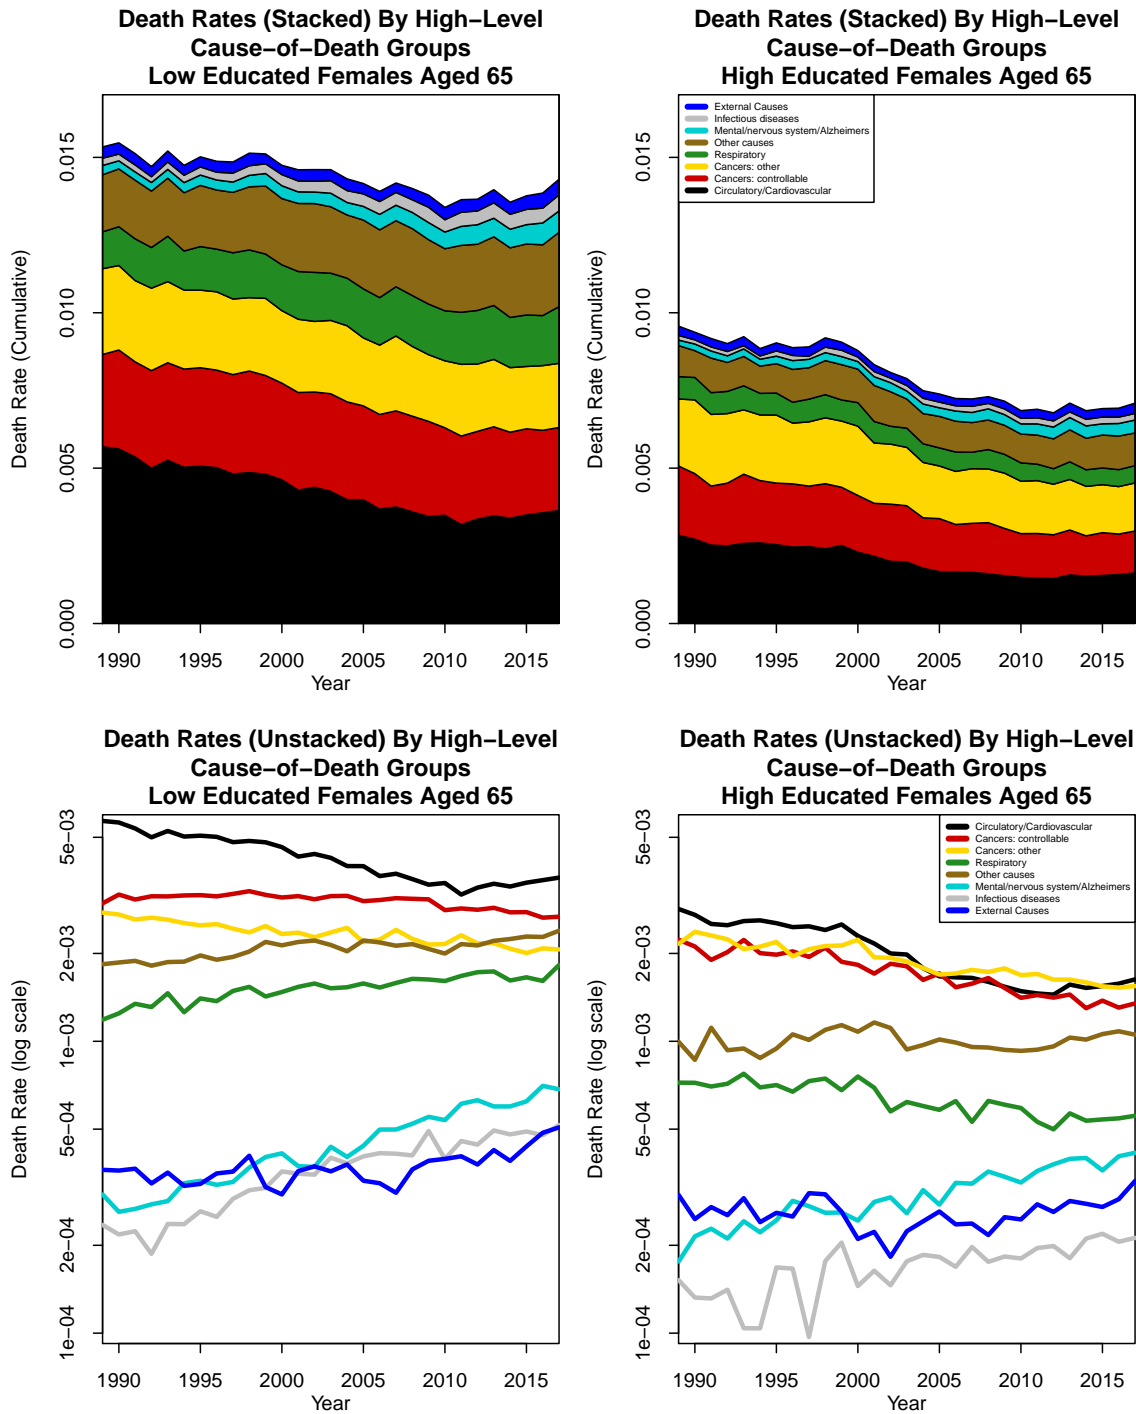 Death Rates (Stacked) By High−Level
Cause−of−Death Groups
Low Educated Females Aged 65
Death Rate (Cumulative)
0.015
0.010
0.005
0.000
1990 1995 2000 2005 2010 2015
Year
Death Rates (Stacked) By High−Level
Cause−of−Death Groups
High Educated Females Aged 65
External Causes
Infectious diseases
Mental/nervous system/Alzheimers
Other causes
Respiratory
Cancers: other
Cancers: controllable
Circulatory/Cardiovascular
Death Rate (Cumulative)
0.015
0.010
0.005
0.000
1990 1995 2000 2005 2010 2015
Year
Death Rates (Unstacked) By High−Level
Cause−of−Death Groups
Low Educated Females Aged 65
Death Rate (log scale)
5e−03
2e−03
1e−03
5e−04
2e−04
1e−04
1990 1995 2000 2005 2010 2015
Year
Death Rates (Unstacked) By High−Level
Cause−of−Death Groups
High Educated Females Aged 65
Circulatory/Cardiovascular
Cancers: controllable
Cancers: other
Respiratory
Other causes
Mental/nervous system/Alzheimers
Infectious diseases
External Causes
Death Rate (log scale)
5e−03
2e−03
1e−03
5e−04
2e−04
1e−04
1990 1995 2000 2005 2010 2015
Year